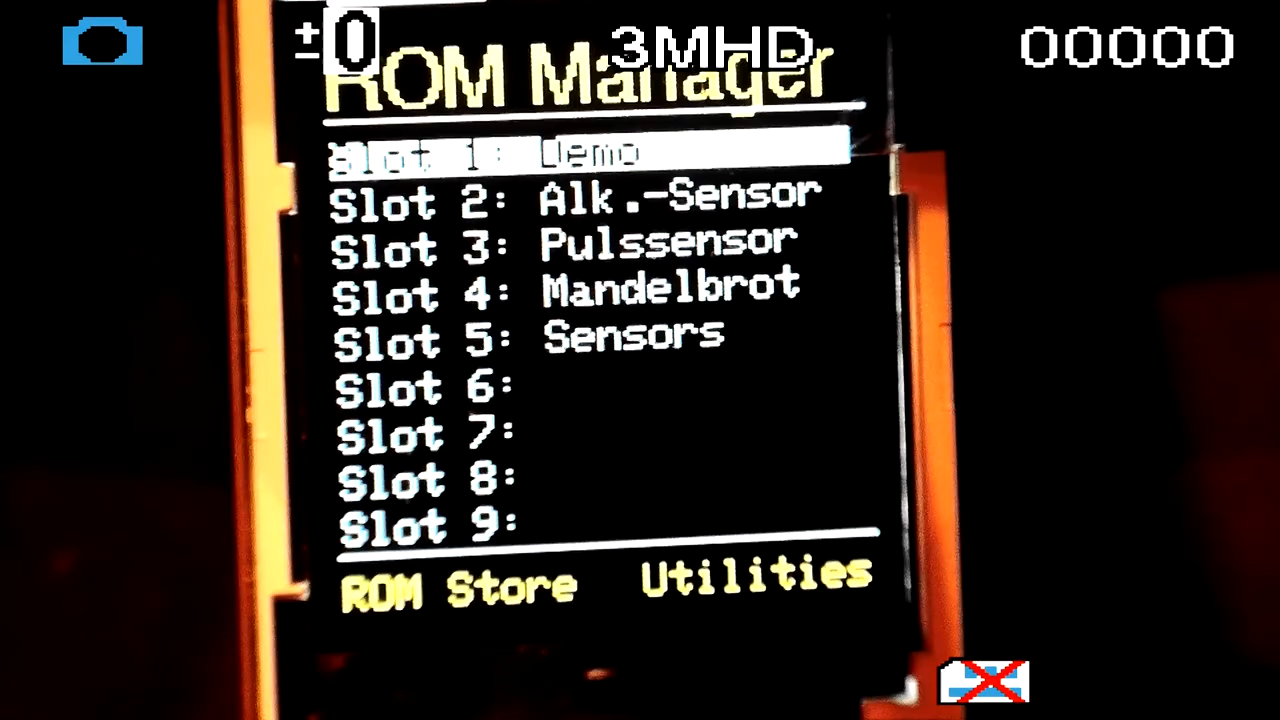 ±0 3MHD 00000
ROM Manager
Slot 1: Demo
Slot 2: Alk.-Sensor
Slot 3: Pulssensor
Slot 4: Mandelbrot
Slot 5: Sensors
Slot 6:
Slot 7:
Slot 8:
Slot 9:
ROM Store Utilities